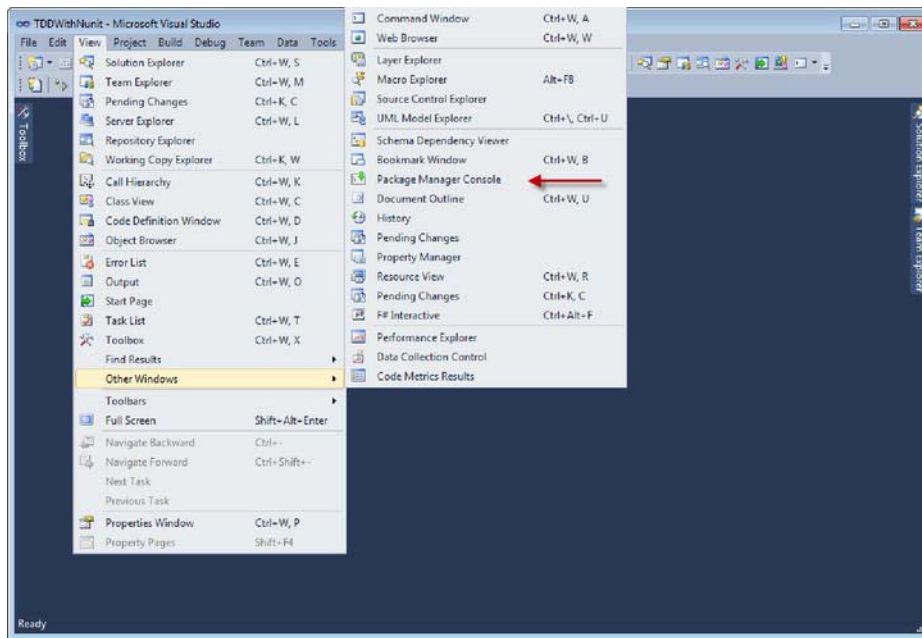 TDDWithNunit - Microsoft Visual Studio
File Edit View Project Build Debug Team Data Tools
Solution Explorer Ctrl+W, S
Team Explorer Ctrl+W, M
Pending Changes Ctrl+K, C
Server Explorer Ctrl+W, L
Repository Explorer
Working Copy Explorer Ctrl+K, W
Call Hierarchy Ctrl+W, K
Class View Ctrl+W, C
Code Definition Window Ctrl+W, D
Object Browser Ctrl+W, J
Error List Ctrl+W, E
Output Ctrl+W, O
Start Page
Task List Ctrl+W, T
Toolbox Ctrl+W, X
Find Results
Other Windows
Toolbars
Full Screen Shift+Alt+Enter
Navigate Backward Ctrl+-
Navigate Forward Ctrl+Shift+-
Next Task
Previous Task
Properties Window Ctrl+W, P
Property Pages Shift+F4
Command Window Ctrl+W, A
Web Browser Ctrl+W, W
Layer Explorer
Macro Explorer Alt+F8
Source Control Explorer
UML Model Explorer Ctrl+\, Ctrl+U
Schema Dependency Viewer
Bookmark Window Ctrl+W, B
Package Manager Console
Document Outline Ctrl+W, U
History
Pending Changes
Property Manager
Resource View Ctrl+W, R
Pending Changes Ctrl+K, C
F# Interactive Ctrl+Alt+F
Performance Explorer
Data Collection Control
Code Metrics Results
Toolbox
Solution Explorer
Team Explorer
Ready